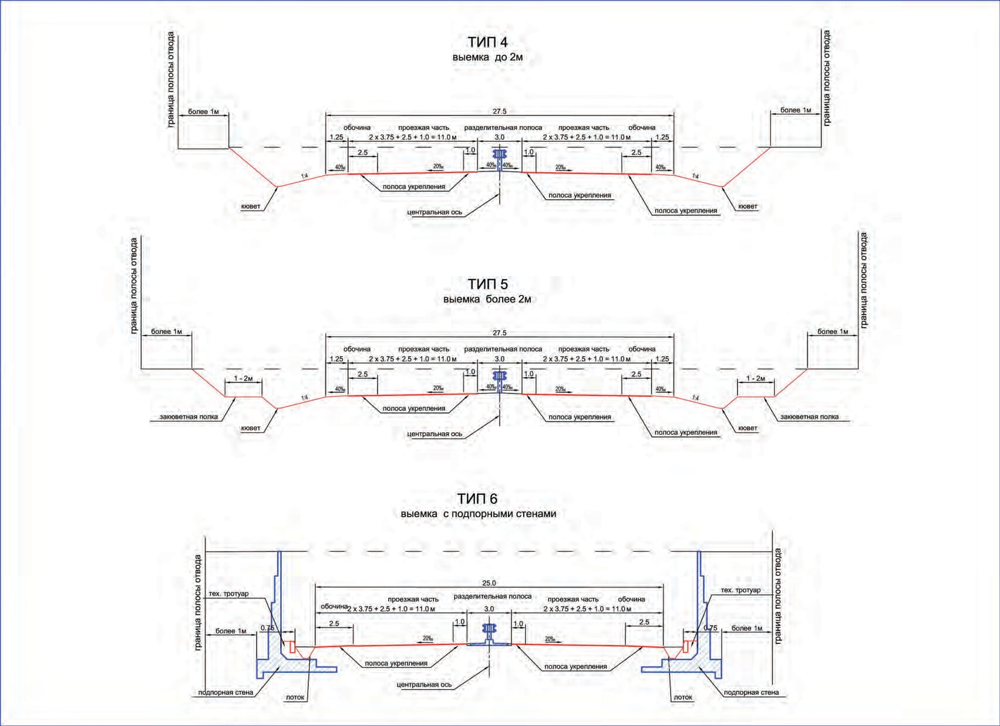 ТИП 4
выемка до 2м
граница полосы отвода
граница полосы отвода
более 1м
27.5
более 1м
обочина
проезжая часть
разделительная полоса
проезжая часть
обочина
1.25
2 x 3.75 + 2.5 + 1.0 = 11.0 м
3.0
2 x 3.75 + 2.5 + 1.0 = 11.0 м
1.25
2.5
1.0
1.0
2.5
40‰
20‰
40‰
40‰
20‰
40‰
1:4
1:4
полоса укрепления
полоса укрепления
кювет
центральная ось
полоса укрепления
кювет
ТИП 5
выемка более 2м
граница полосы отвода
граница полосы отвода
более 1м
27.5
более 1м
обочина
проезжая часть
разделительная полоса
проезжая часть
обочина
1.25
2 x 3.75 + 2.5 + 1.0 = 11.0 м
3.0
2 x 3.75 + 2.5 + 1.0 = 11.0 м
1.25
1 - 2м
2.5
1.0
1.0
2.5
1 - 2м
40‰
20‰
40‰
40‰
20‰
40‰
1:4
1:4
закюветная полка
полоса укрепления
полоса укрепления
закюветная полка
кювет
центральная ось
полоса укрепления
кювет
ТИП 6
выемка с подпорными стенами
граница полосы отвода
граница полосы отвода
25.0
тех. тротуар
тех. тротуар
обочина
проезжая часть
разделительная полоса
проезжая часть
обочина
2 x 3.75 + 2.5 + 1.0 = 11.0 м
3.0
2 x 3.75 + 2.5 + 1.0 = 11.0 м
более 1м
0.75
2.5
1.0
1.0
2.5
0.75
более 1м
20‰
20‰
полоса укрепления
полоса укрепления
центральная ось
подпорная стена
лоток
лоток
подпорная стена